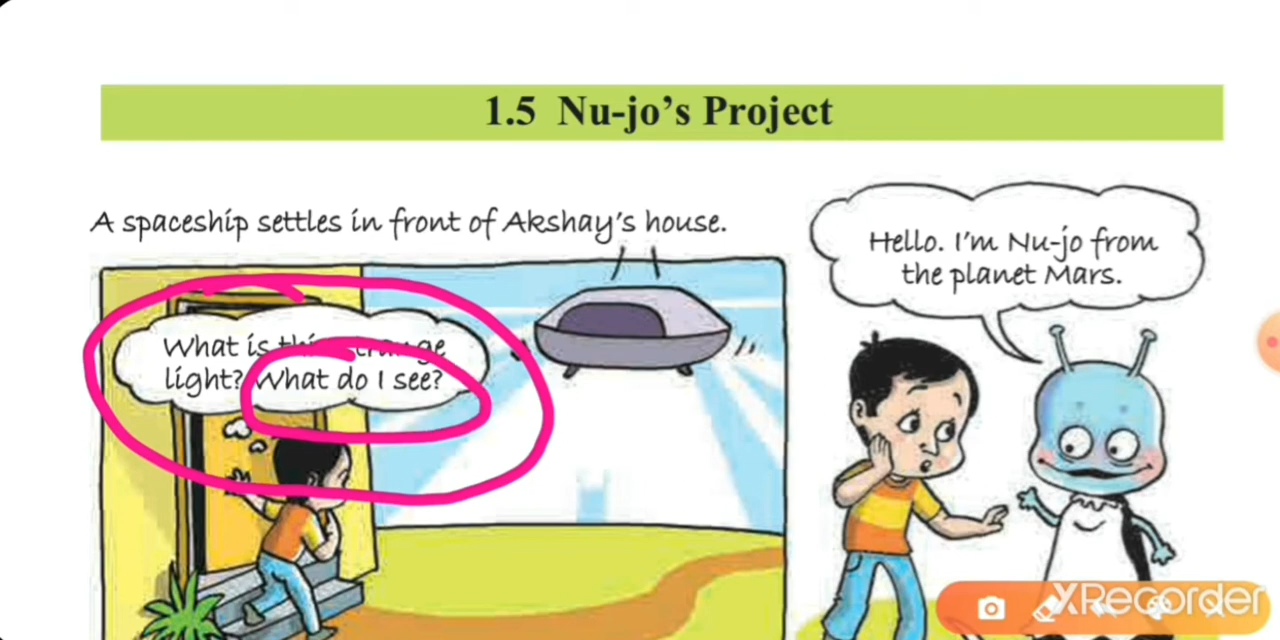 1.5 Nu-jo's Project
A spaceship settles in front of Akshay's house.
What is this strange
light? What do I see?
Hello. I'm Nu-jo from
the planet Mars.
XRecorder